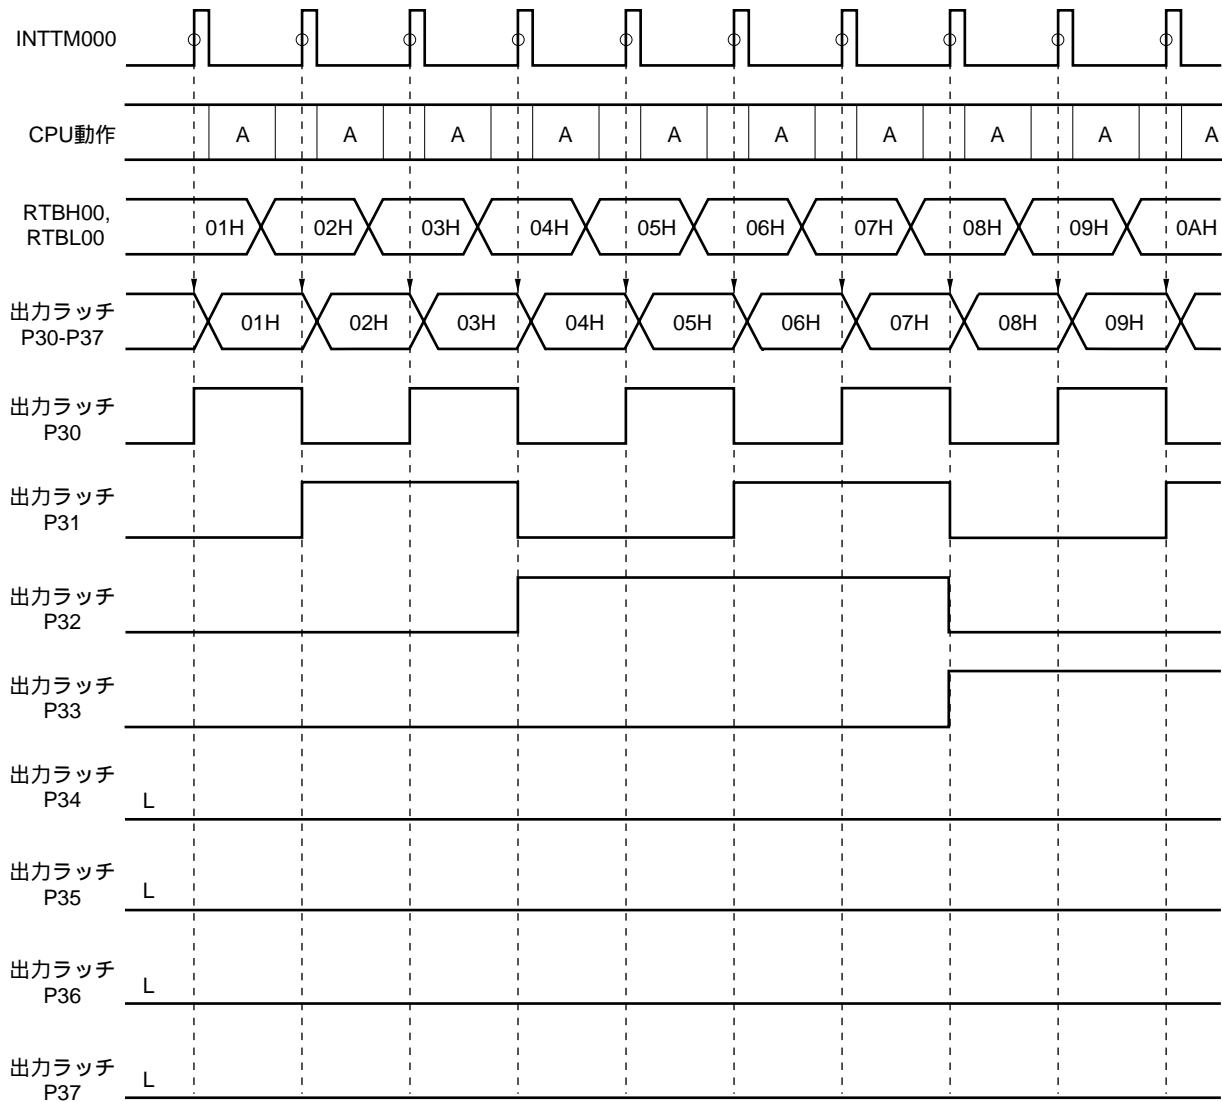 INTTM000
CPU動作
A A A A A A A A A A
RTBH00,
RTBL00
01H 02H 03H 04H 05H 06H 07H 08H 09H 0AH
出力ラッチ
P30-P37
01H 02H 03H 04H 05H 06H 07H 08H 09H
出力ラッチ
P30
出力ラッチ
P31
出力ラッチ
P32
出力ラッチ
P33
出力ラッチ
P34
L
出力ラッチ
P35
L
出力ラッチ
P36
L
出力ラッチ
P37
L